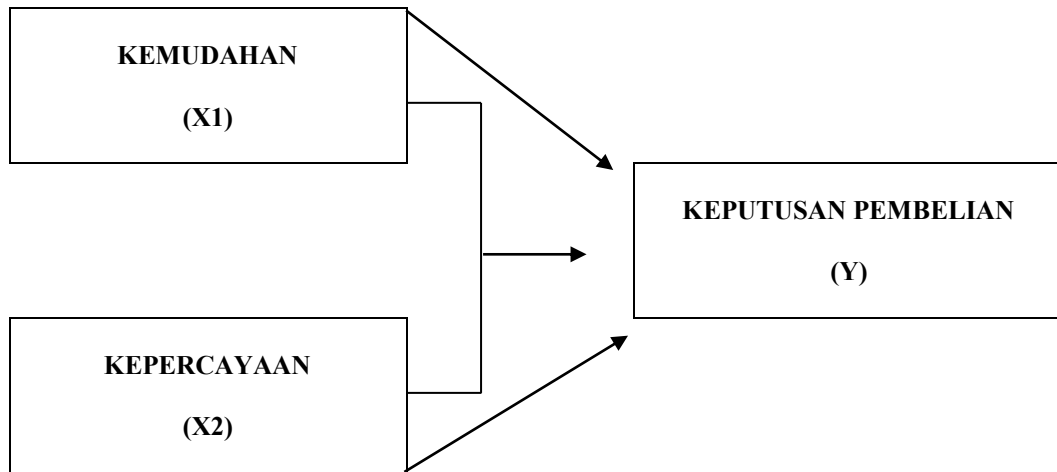 KEMUDAHAN
(X1)
KEPUTUSAN PEMBELIAN
(Y)
KEPERCAYAAN
(X2)